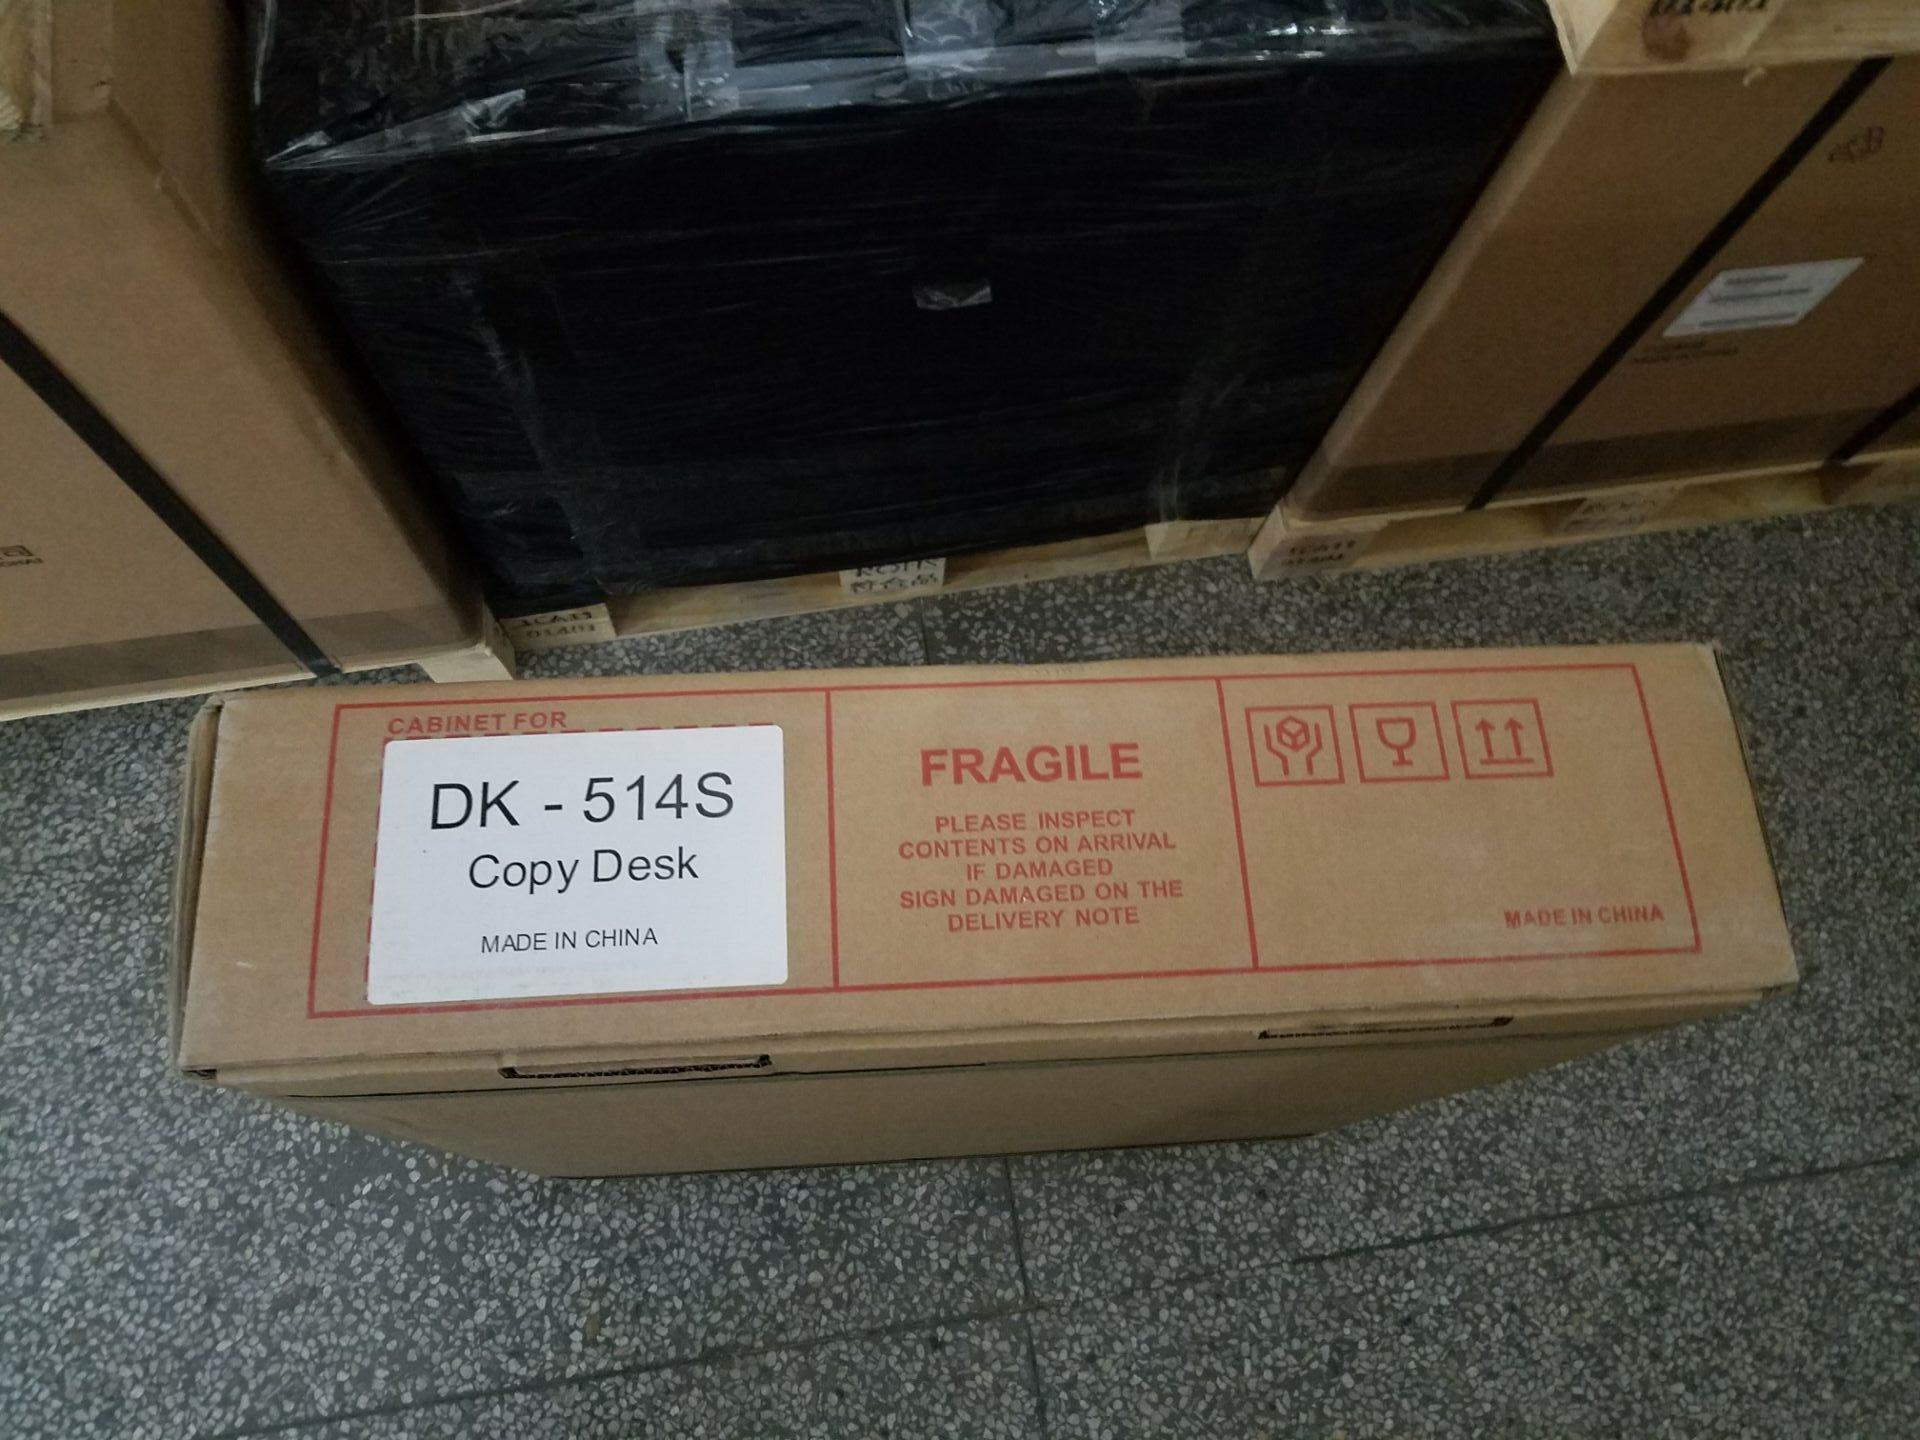 CABINET FOR
DK - 514S
Copy Desk
MADE IN CHINA
FRAGILE
PLEASE INSPECT
CONTENTS ON ARRIVAL
IF DAMAGED
SIGN DAMAGED ON THE
DELIVERY NOTE
MADE IN CHINA